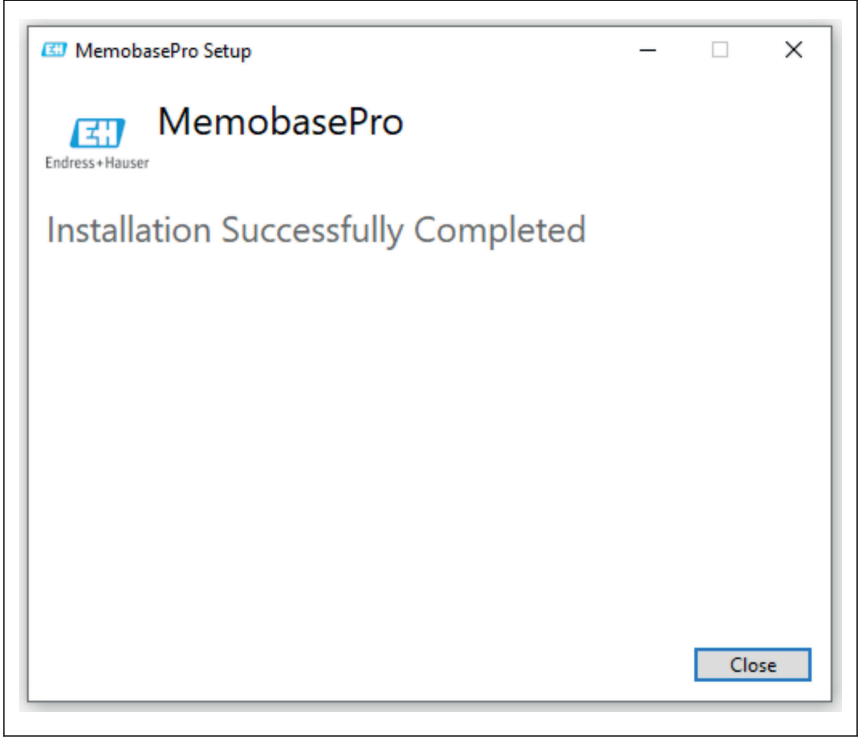 MemobasePro Setup
MemobasePro
EH
Endress+Hauser
Installation Successfully Completed
Close